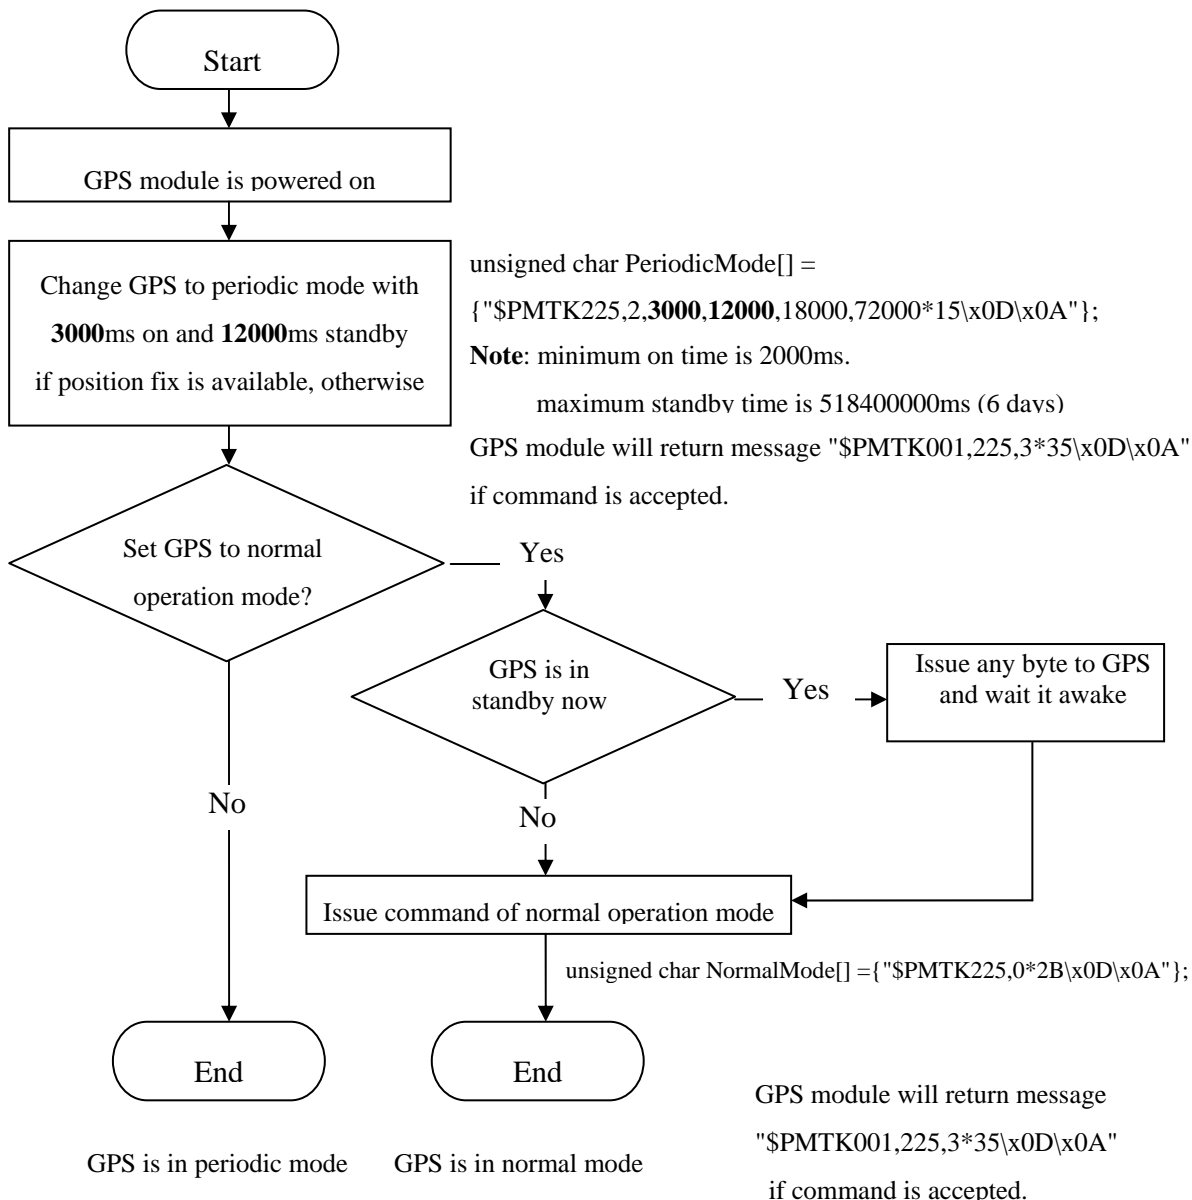 Start
GPS module is powered on
Change GPS to periodic mode with
3000ms on and 12000ms standby
if position fix is available, otherwise
unsigned char PeriodicMode[] =
{"$PMTK225,2,3000,12000,18000,72000*15\x0D\x0A"};
Note: minimum on time is 2000ms.
maximum standby time is 518400000ms (6 days)
GPS module will return message "$PMTK001,225,3*35\x0D\x0A"
if command is accepted.
Set GPS to normal
operation mode?
Yes
GPS is in
standby now
Yes
Issue any byte to GPS
and wait it awake
No
No
Issue command of normal operation mode
unsigned char NormalMode[] ={"$PMTK225,0*2B\x0D\x0A"};
End
End
GPS module will return message
"$PMTK001,225,3*35\x0D\x0A"
if command is accepted.
GPS is in periodic mode
GPS is in normal mode